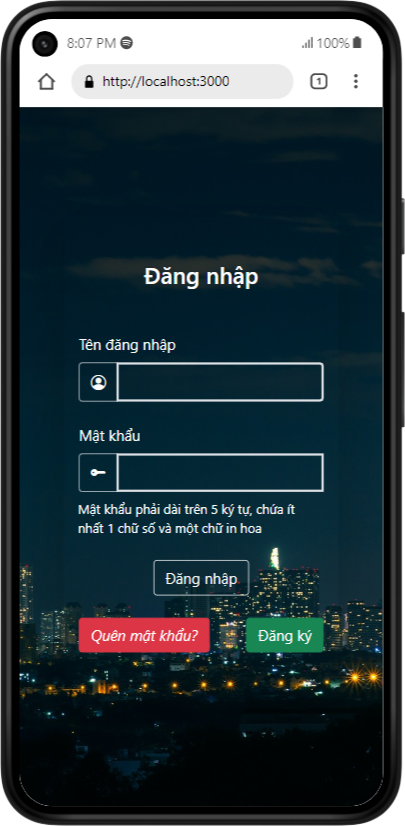 8:07 PM 100%
http://localhost:3000 1
Đăng nhập
Tên đăng nhập
Mật khẩu
Mật khẩu phải dài trên 5 ký tự, chứa ít
nhất 1 chữ số và một chữ in hoa
Đăng nhập
Quên mật khẩu? Đăng ký